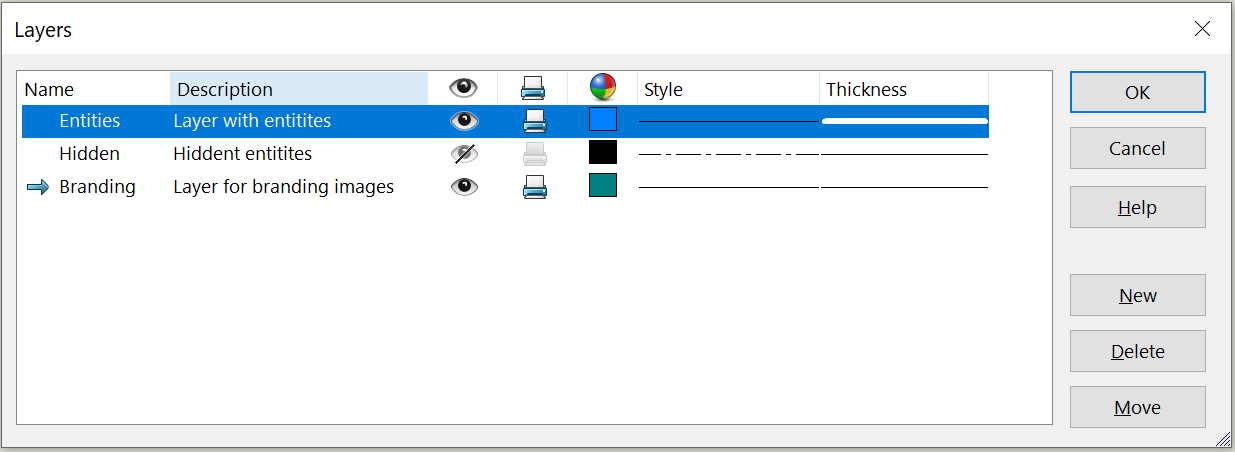 Layers
Name Description Style Thickness
Entities Layer with entitites
Hidden Hiddent entitites
Branding Layer for branding images
OK
Cancel
Help
New
Delete
Move